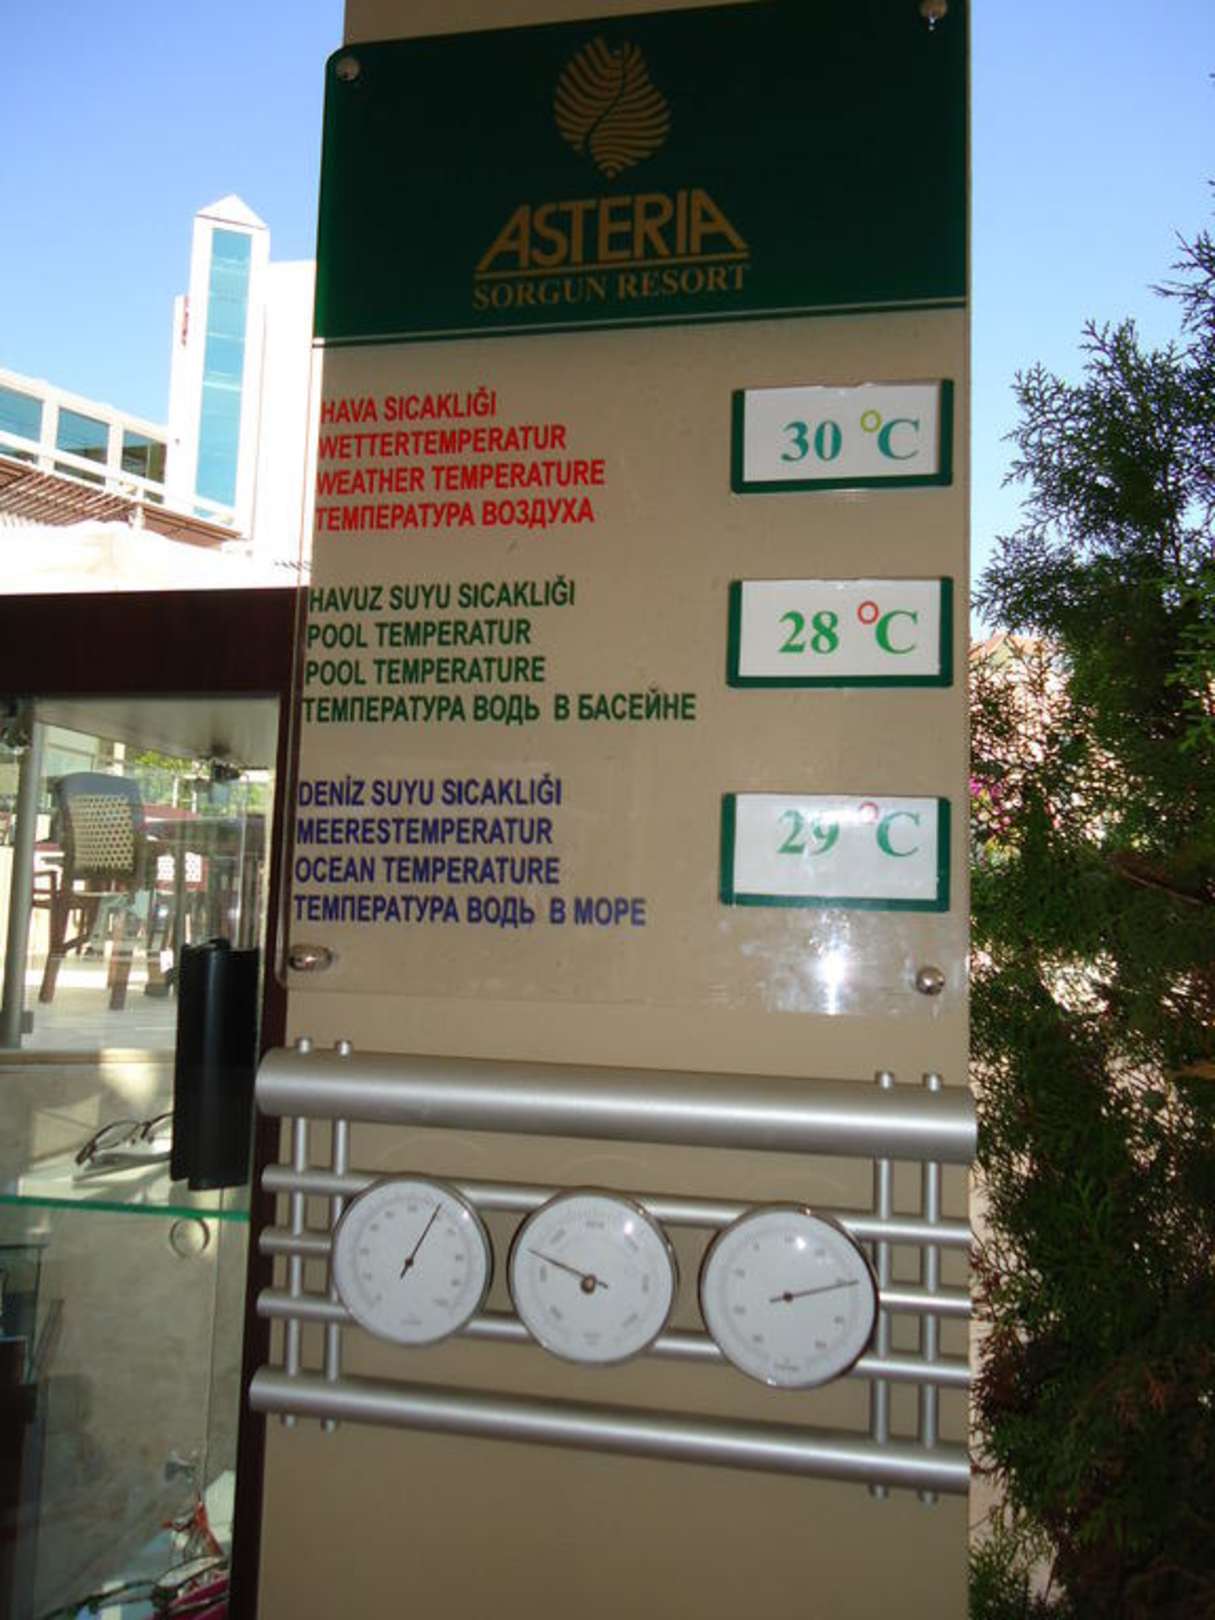 ASTERIA
SORGUN RESORT
HAVA SICAKLIĞI
WETTERTEMPERATUR
WEATHER TEMPERATURE
ТЕМПЕРАТУРА ВОЗДУХА
30 °C
HAVUZ SUYU SICAKLIĞI
POOL TEMPERATUR
POOL TEMPERATURE
ТЕМПЕРАТУРА ВОДЬ В БАСЕЙНЕ
28 °C
DENİZ SUYU SICAKLIĞI
MEERESTEMPERATUR
OCEAN TEMPERATURE
ТЕМПЕРАТУРА ВОДЬ В МОРЕ
29 °C